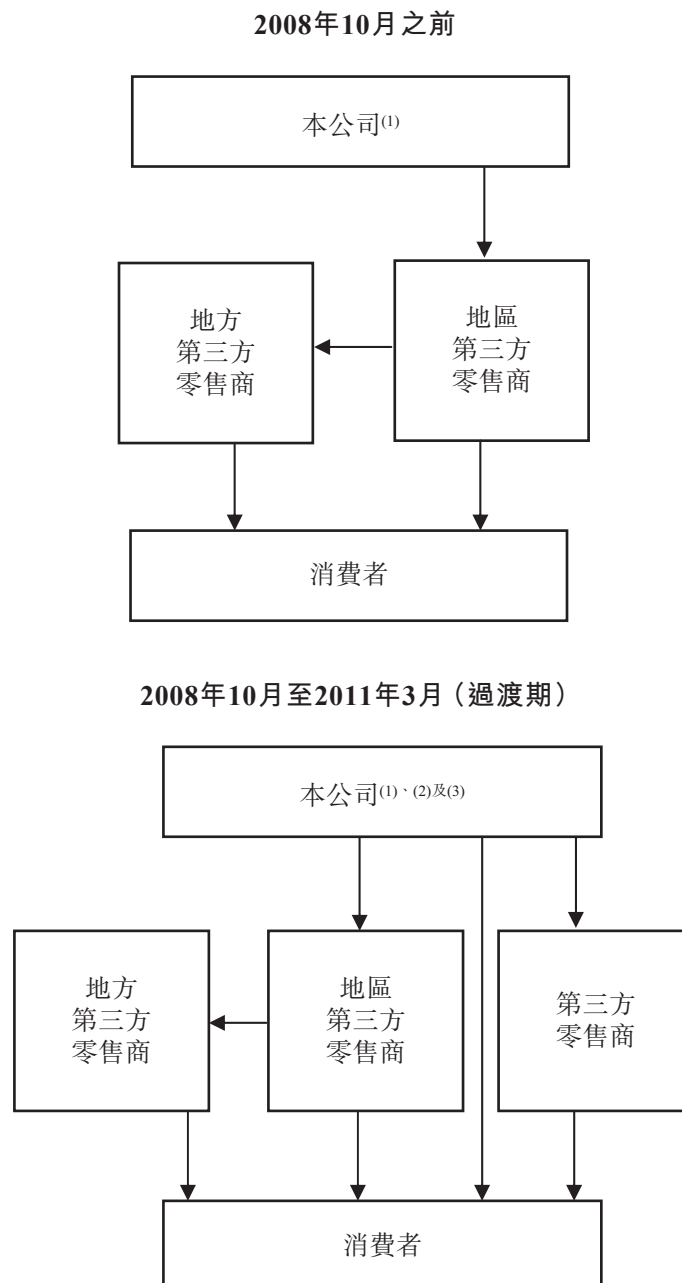 2008年10月之前
本公司(1)
地方
第三方
零售商
地區
第三方
零售商
消費者
2008年10月至2011年3月（過渡期）
本公司(1)、(2)及(3)
地方
第三方
零售商
地區
第三方
零售商
第三方
零售商
消費者